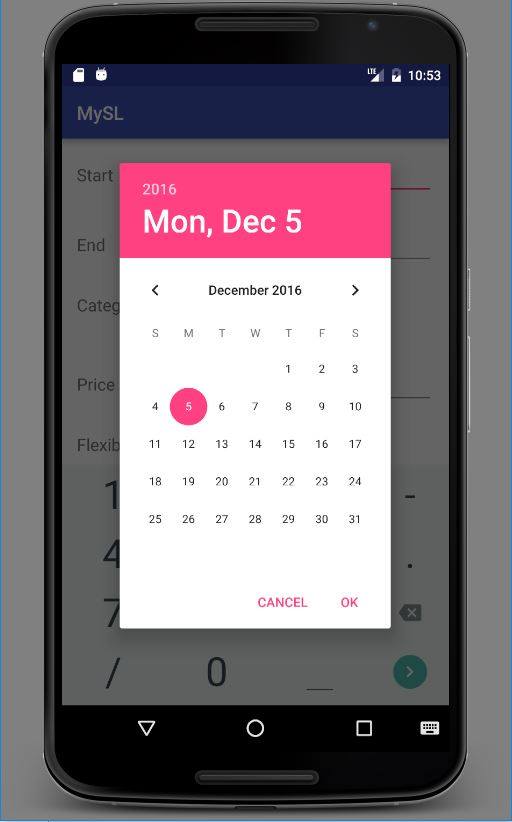 LTE 10:53
MySL
Start
2016
Mon, Dec 5
End
December 2016
Categ
S M T W T F S
1 2 3
Price
4 5 6 7 8 9 10
Flexib
11 12 13 14 15 16 17
18 19 20 21 22 23 24
1 -
25 26 27 28 29 30 31
4 .
CANCEL OK
7
/ 0 _